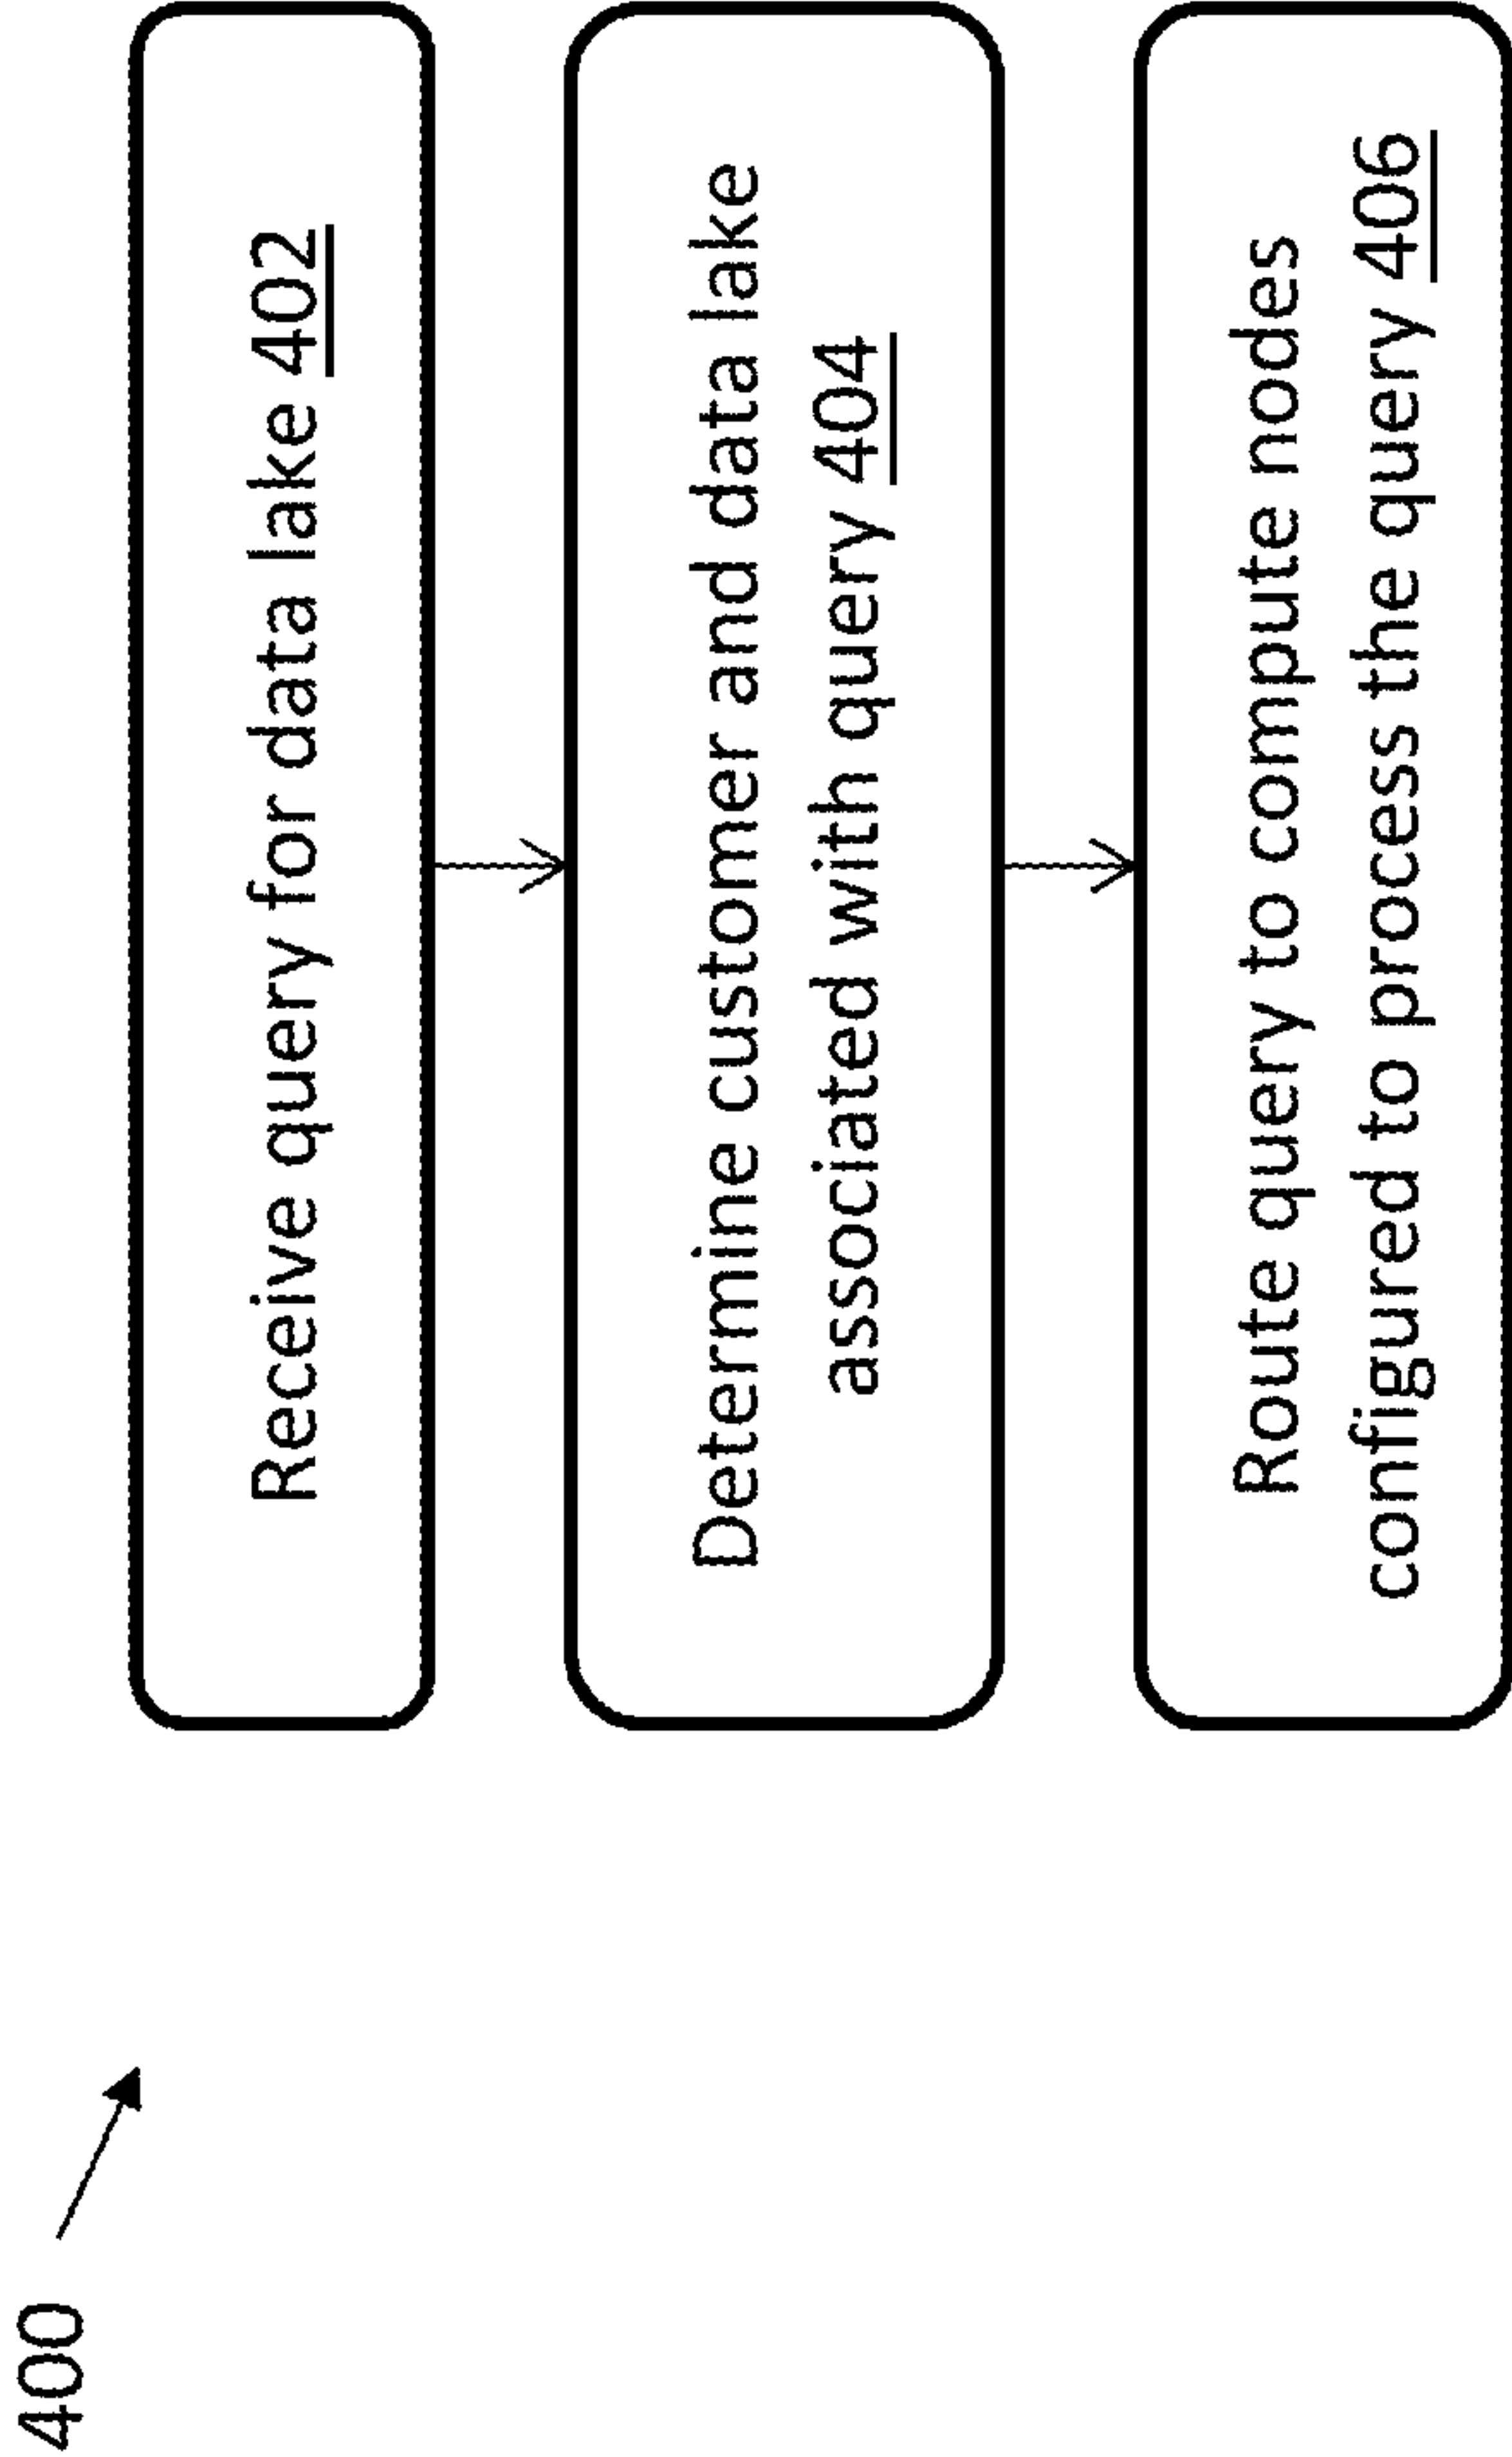 400
Receive query for data lake 402
Determine customer and data lake
associated with query 404
Route query to compute nodes
configured to process the query 406